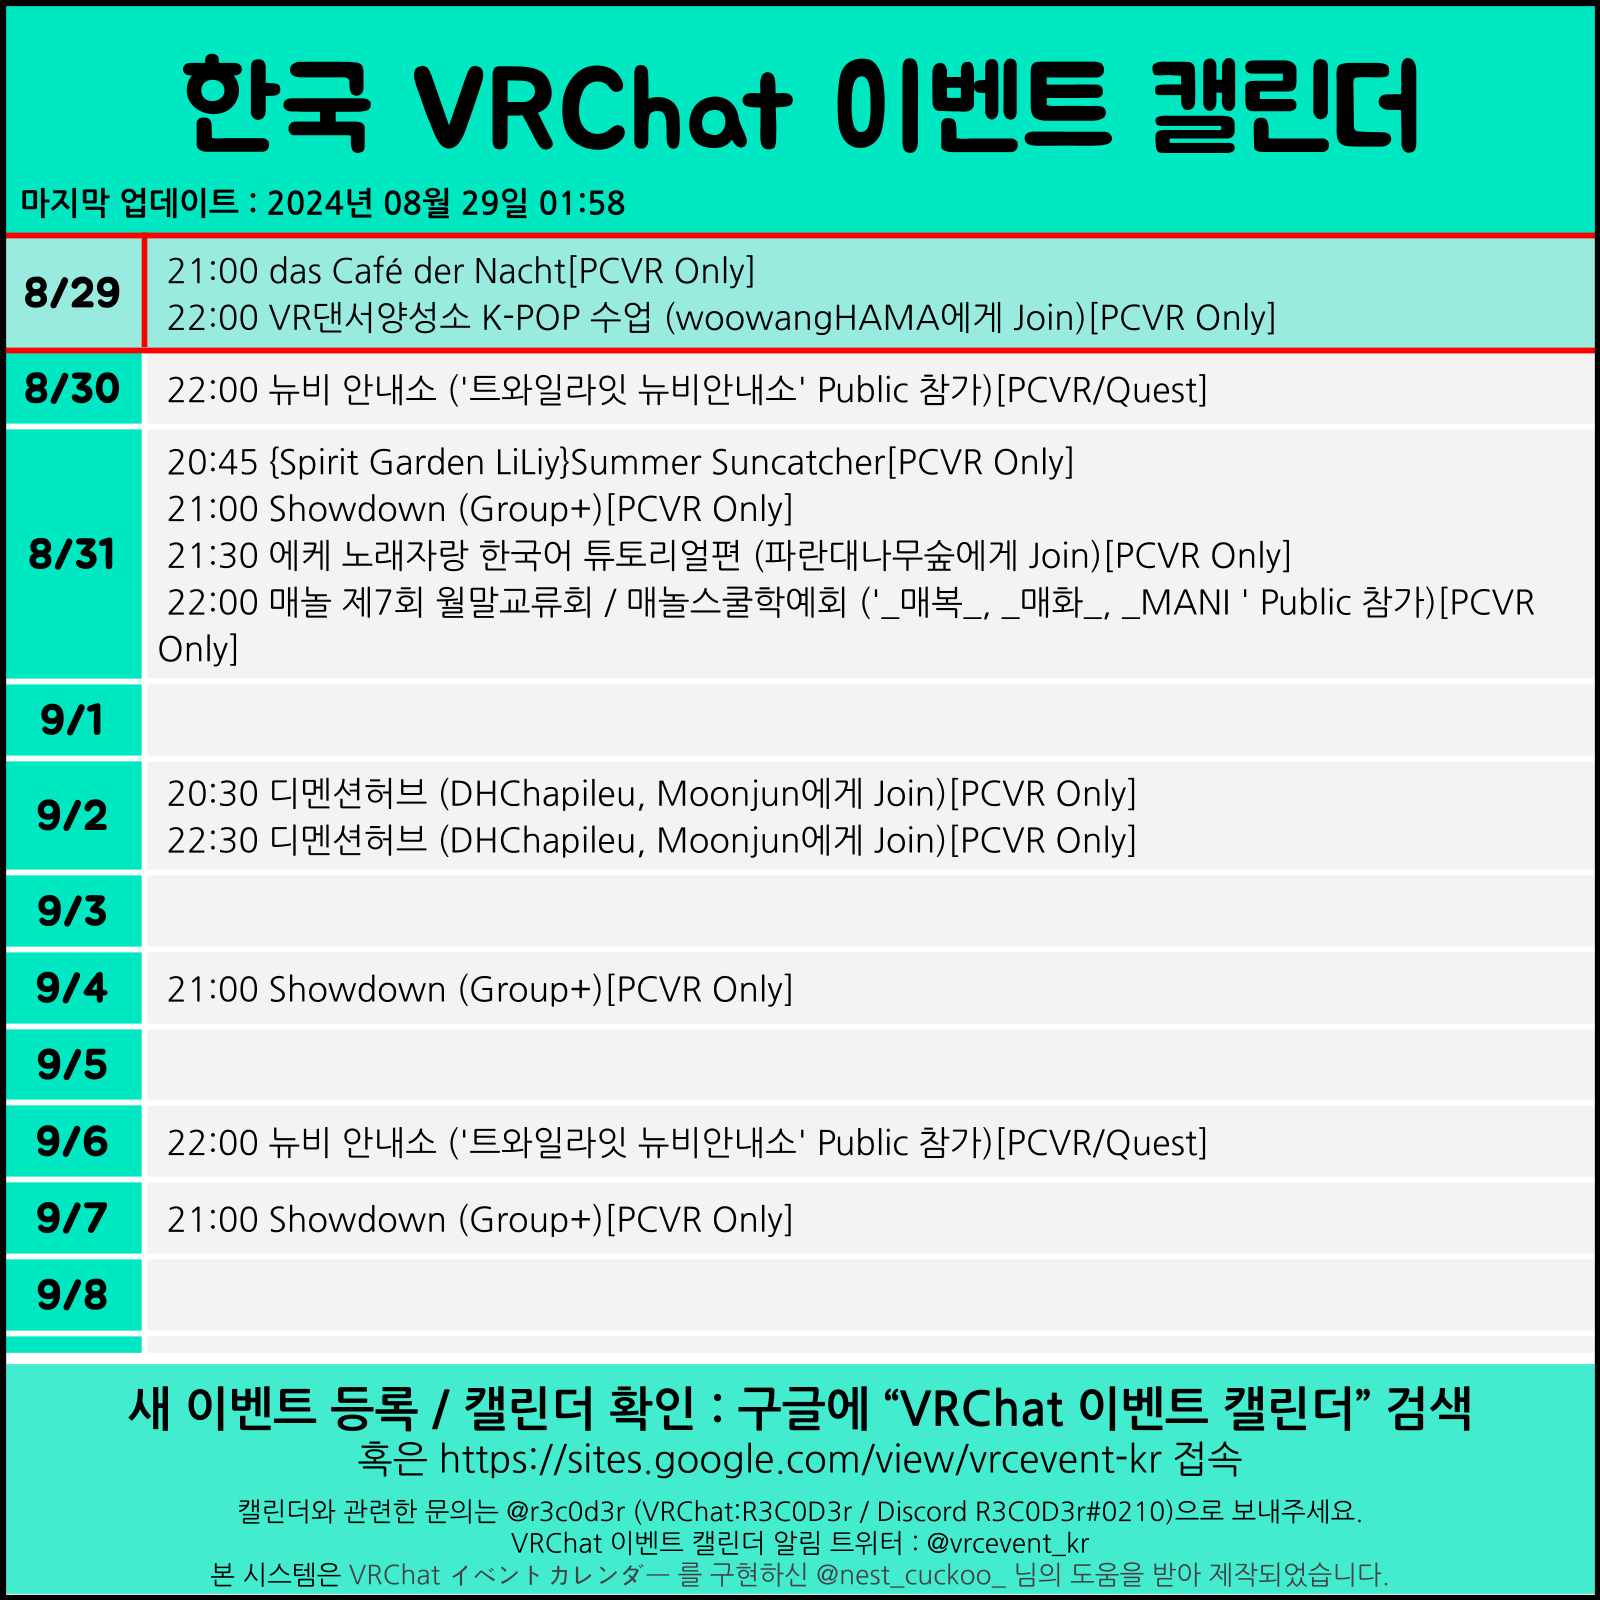 한국 VRChat 이벤트 캘린더
마지막 업데이트 : 2024년 08월 29일 01:58
8/29
21:00 das Café der Nacht[PCVR Only]
22:00 VR댄서양성소 K-POP 수업 (woowangHAMA에게 Join)[PCVR Only]
8/30
22:00 뉴비 안내소 ('트와일라잇 뉴비안내소' Public 참가)[PCVR/Quest]
8/31
20:45 {Spirit Garden LiLiy}Summer Suncatcher[PCVR Only]
21:00 Showdown (Group+)[PCVR Only]
21:30 에케 노래자랑 한국어 튜토리얼편 (파란대나무숲에게 Join)[PCVR Only]
22:00 매놀 제7회 월말교류회 / 매놀스쿨학예회 ('_매복_, _매화_, _MANI ' Public 참가)[PCVR
Only]
9/1
9/2
20:30 디멘션허브 (DHChapileu, Moonjun에게 Join)[PCVR Only]
22:30 디멘션허브 (DHChapileu, Moonjun에게 Join)[PCVR Only]
9/3
9/4
21:00 Showdown (Group+)[PCVR Only]
9/5
9/6
22:00 뉴비 안내소 ('트와일라잇 뉴비안내소' Public 참가)[PCVR/Quest]
9/7
21:00 Showdown (Group+)[PCVR Only]
9/8
새 이벤트 등록 / 캘린더 확인 : 구글에 “VRChat 이벤트 캘린더” 검색
혹은 https://sites.google.com/view/vrcevent-kr 접속
캘린더와 관련한 문의는 @r3c0d3r (VRChat:R3C0D3r / Discord R3C0D3r#0210)으로 보내주세요.
VRChat 이벤트 캘린더 알림 트위터 : @vrcevent_kr
본 시스템은 VRChat イベントカレンダー 를 구현하신 @nest_cuckoo_ 님의 도움을 받아 제작되었습니다.